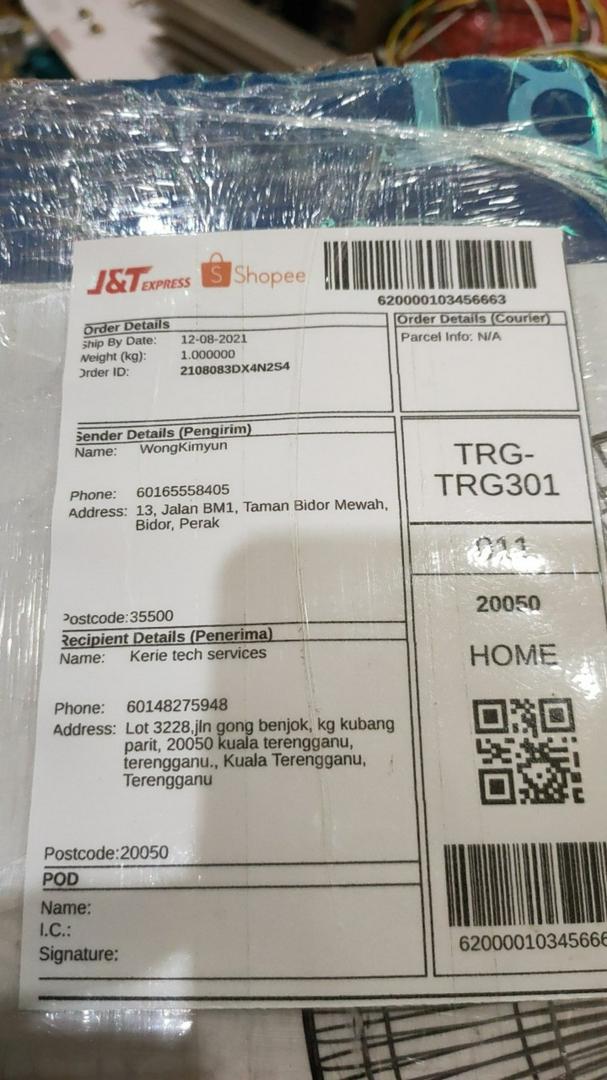 J&T EXPRESS Shopee
620000103456663
Order Details
Ship By Date: 12-08-2021
Weight (kg): 1.000000
Order ID: 2108083DX4N2S4
Order Details (Courier)
Parcel Info: N/A
Sender Details (Pengirim)
Name: WongKimyun
Phone: 60165558405
Address: 13, Jalan BM1, Taman Bidor Mewah,
Bidor, Perak
Postcode:35500
TRG-
TRG301
911
20050
HOME
Recipient Details (Penerima)
Name: Kerie tech services
Phone: 60148275948
Address: Lot 3228,jln gong benjok, kg kubang
parit, 20050 kuala terengganu,
terengganu., Kuala Terengganu,
Terengganu
Postcode:20050
POD
Name:
I.C.:
Signature:
62000010345666